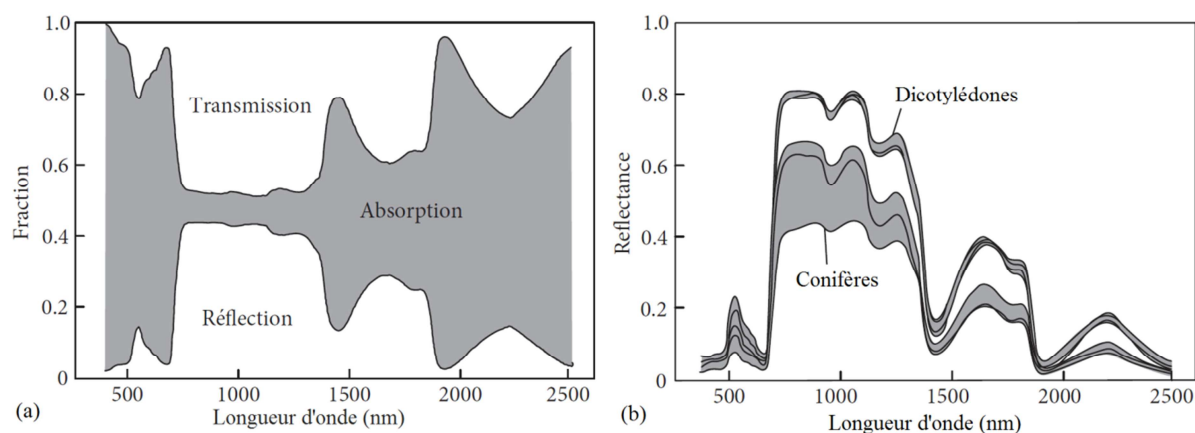 1.0
0.8
0.6
0.4
0.2
0
Fraction
Transmission
Absorption
Réflection
500
1000
1500
2000
2500
Longueur d'onde (nm)
(a)
1.0
0.8
0.6
0.4
0.2
0
Reflectance
Dicotylédones
Conifères
500
1000
1500
2000
2500
Longueur d'onde (nm)
(b)